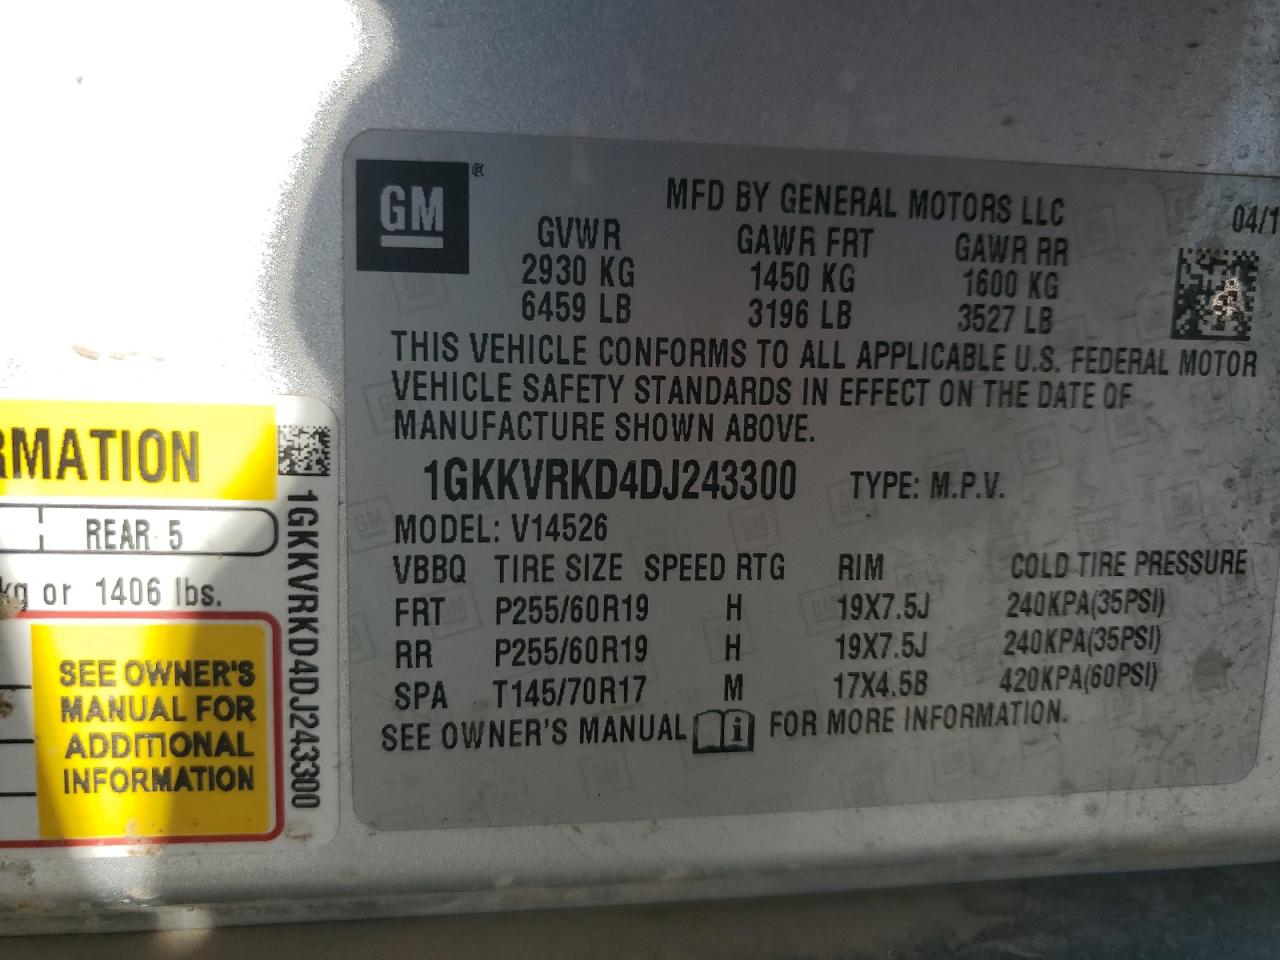 GM ®
MFD BY GENERAL MOTORS LLC
04/1
GVWR GAWR FRT GAWR RR
2930 KG 1450 KG 1600 KG
6459 LB 3196 LB 3527 LB
THIS VEHICLE CONFORMS TO ALL APPLICABLE U.S. FEDERAL MOTOR
VEHICLE SAFETY STANDARDS IN EFFECT ON THE DATE OF
MANUFACTURE SHOWN ABOVE.
1GKKVRKD4DJ243300 TYPE: M.P.V.
MODEL: V14526
VBBQ TIRE SIZE SPEED RTG RIM COLD TIRE PRESSURE
FRT P255/60R19 H 19X7.5J 240KPA(35PSI)
RR P255/60R19 H 19X7.5J 240KPA(35PSI)
SPA T145/70R17 M 17X4.5B 420KPA(60PSI)
SEE OWNER'S MANUAL i FOR MORE INFORMATION.
RMATION
REAR 5
kg or 1406 lbs.
SEE OWNER'S
MANUAL FOR
ADDITIONAL
INFORMATION
1GKKVRKD4DJ243300